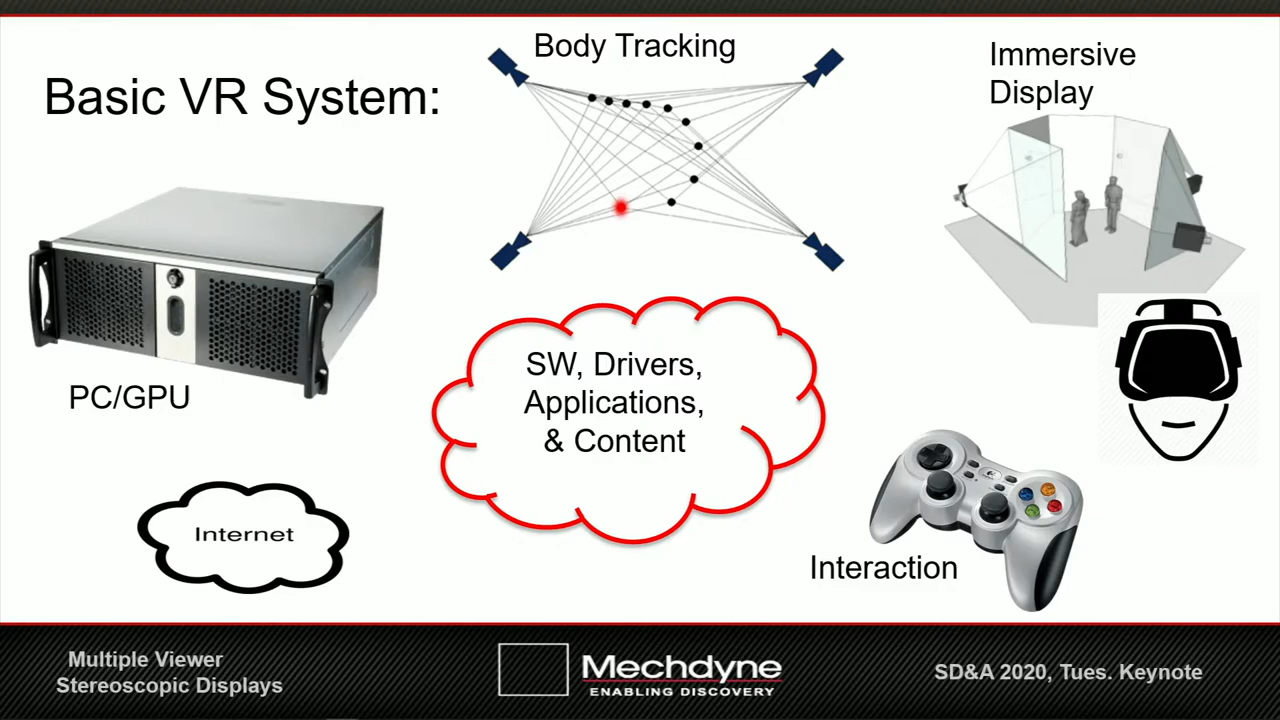 Basic VR System:
Body Tracking
Immersive
Display
PC/GPU
SW, Drivers,
Applications,
& Content
Internet
Interaction
Multiple Viewer
Stereoscopic Displays
Mechdyne
ENABLING DISCOVERY
SD&A 2020, Tues. Keynote